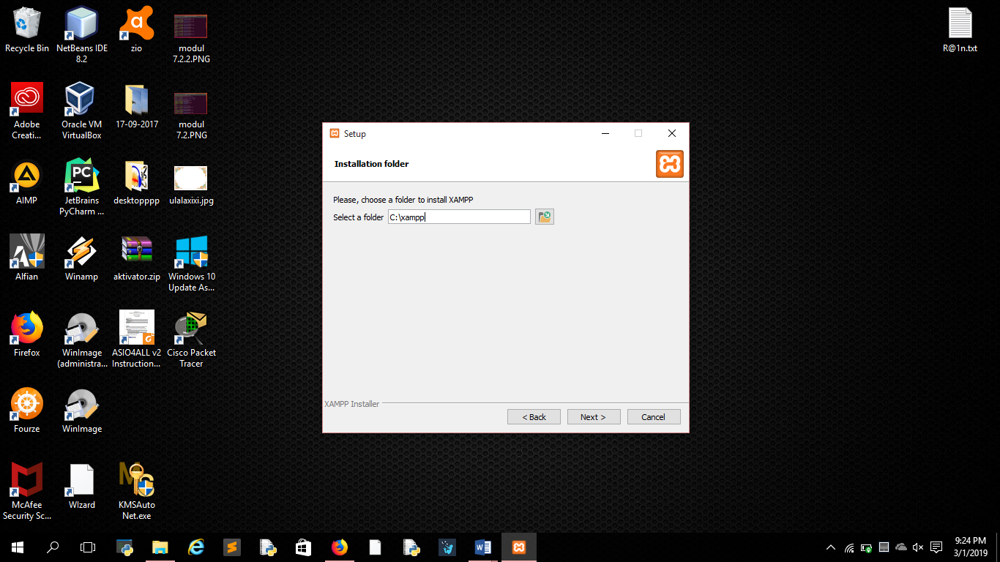 Recycle Bin
NetBeans IDE
8.2
zio
modul
7.2.2.PNG
R@1n.txt
Adobe
Creati...
Oracle VM
VirtualBox
17-09-2017
modul
7.2.PNG
AIMP
JetBrains
PyCharm ...
desktopppp
ulalaxixi.jpg
Alfian
Winamp
aktivator.zip
Windows 10
Update As...
Firefox
WinImage
(administra...
ASIO4ALL v2
Instruction...
Cisco Packet
Tracer
Fourze
WinImage
McAfee
Security Sc...
WIzard
KMSAuto
Net.exe
Setup
Installation folder
Please, choose a folder to install XAMPP
Select a folder C:\xampp
XAMPP Installer
< Back Next > Cancel
9:24 PM
3/1/2019